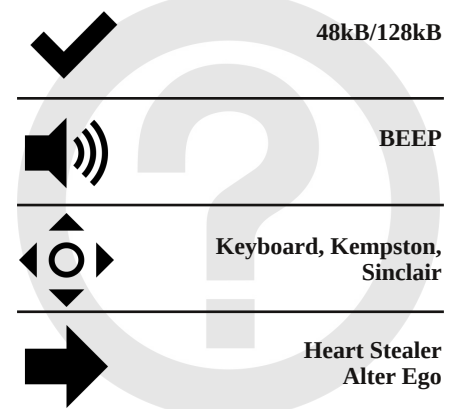 48kB/128kB
BEEP
Keyboard, Kempston,
Sinclair
Heart Stealer
Alter Ego